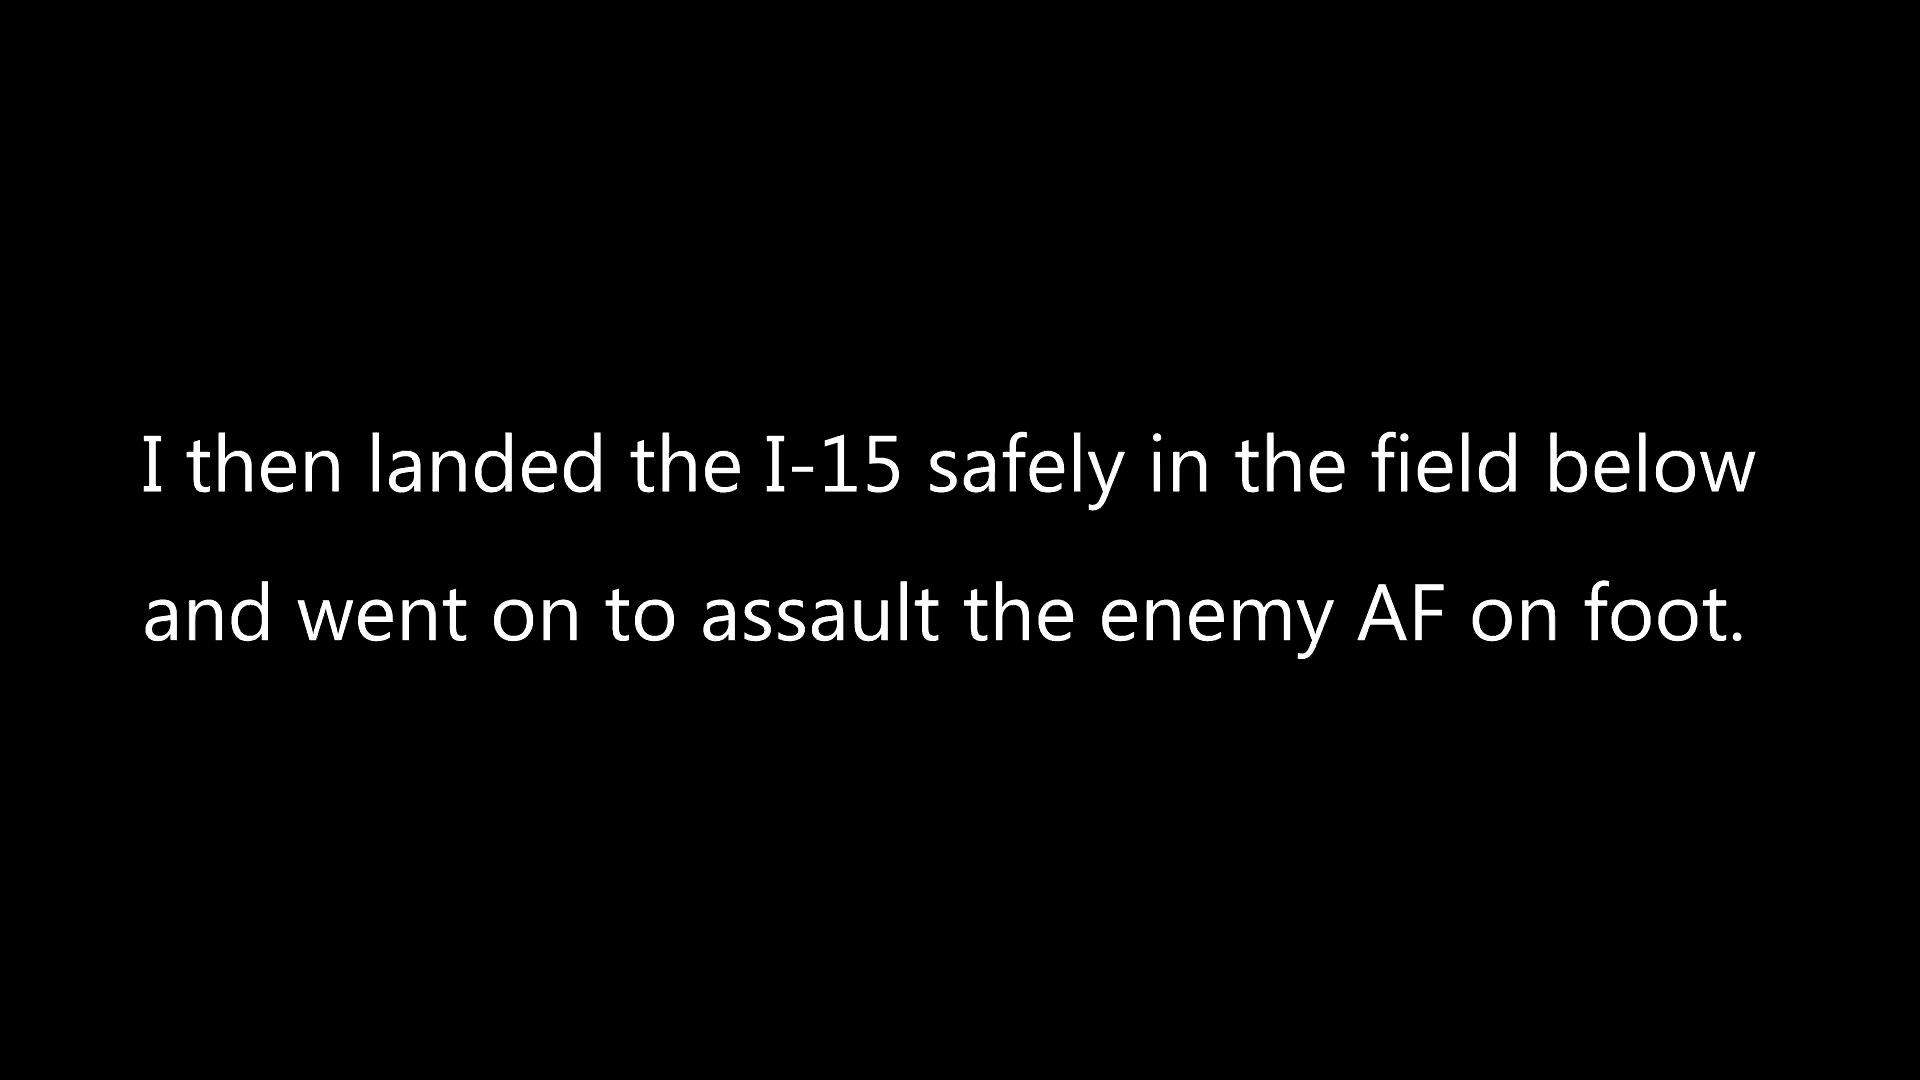 I then landed the I-15 safely in the field below
and went on to assault the enemy AF on foot.